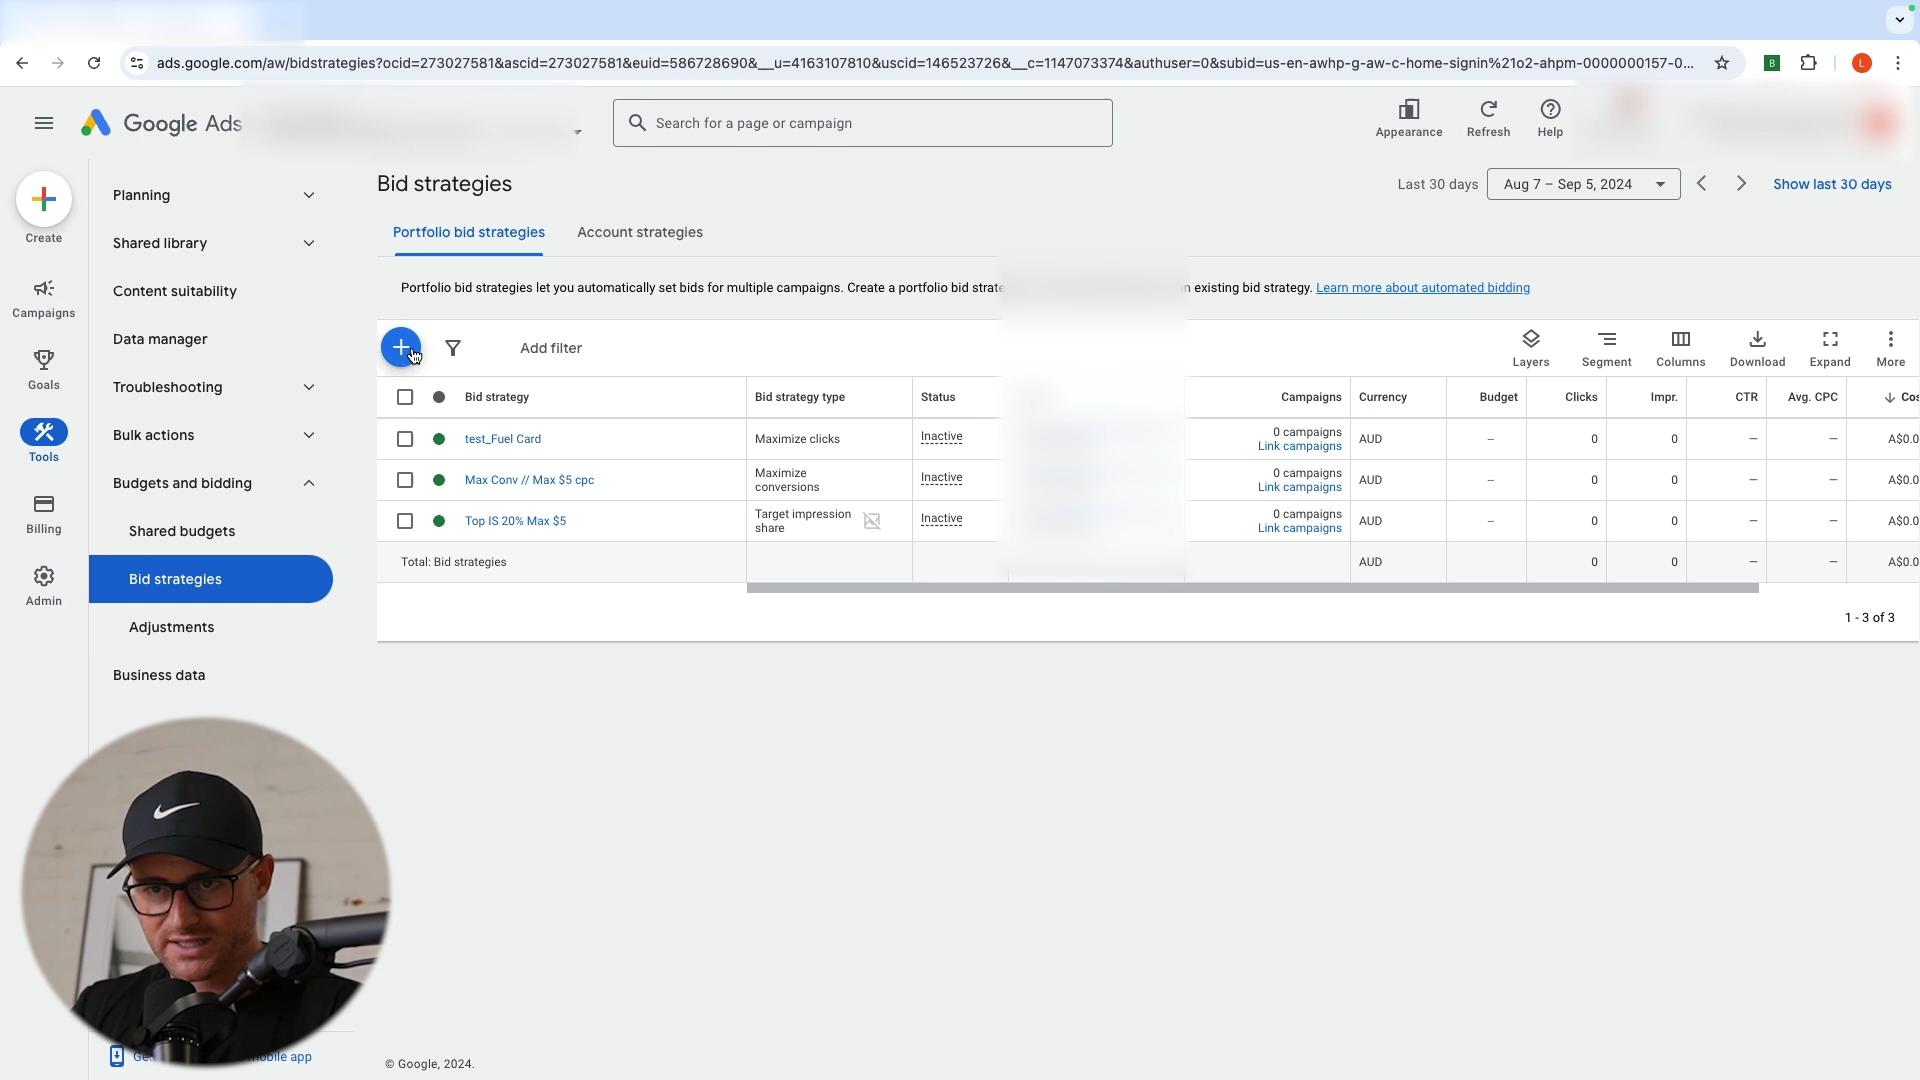 ads.google.com/aw/bidstrategies?ocid=273027581&ascid=273027581&euid=586728690&__u=4163107810&uscid=146523726&__c=1147073374&authuser=0&subid=us-en-awhp-g-aw-c-home-signin%21o2-ahpm-0000000157-0...
B
L
Google Ads
Search for a page or campaign
Appearance
Refresh
Help
Create
Campaigns
Goals
Tools
Billing
Admin
Planning
Shared library
Content suitability
Data manager
Troubleshooting
Bulk actions
Budgets and bidding
Shared budgets
Bid strategies
Adjustments
Business data
Bid strategies
Last 30 days
Aug 7 – Sep 5, 2024
Show last 30 days
Portfolio bid strategies
Account strategies
Portfolio bid strategies let you automatically set bids for multiple campaigns. Create a portfolio bid strate
n existing bid strategy. Learn more about automated bidding
Add filter
Layers
Segment
Columns
Download
Expand
More
Bid strategy Bid strategy type Status Campaigns Currency Budget Clicks Impr. CTR Avg. CPC Cos
test_Fuel Card Maximize clicks Inactive 0 campaigns AUD -- 0 0 — — A$0.0
Link campaigns
Max Conv // Max $5 cpc Maximize conversions Inactive 0 campaigns AUD -- 0 0 — — A$0.0
Link campaigns
Top IS 20% Max $5 Target impression share Inactive 0 campaigns AUD -- 0 0 — — A$0.0
Link campaigns
Total: Bid strategies AUD 0 0 — — A$0.0
1 - 3 of 3
mobile app
© Google, 2024.